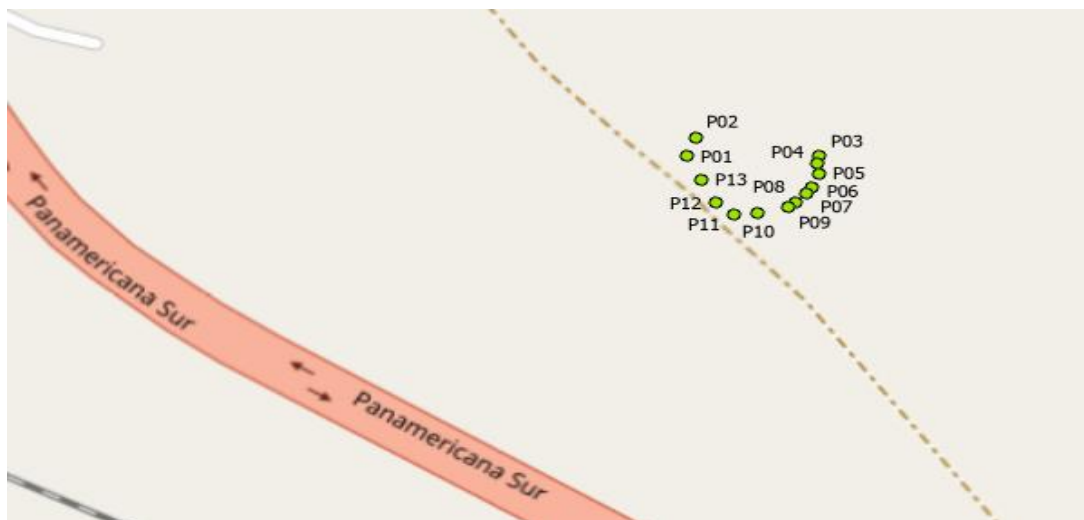 P02
P03
P04
P01
P05
P13
P08
P06
P12
P07
P11
P10
P09
Panamericana Sur
Panamericana Sur